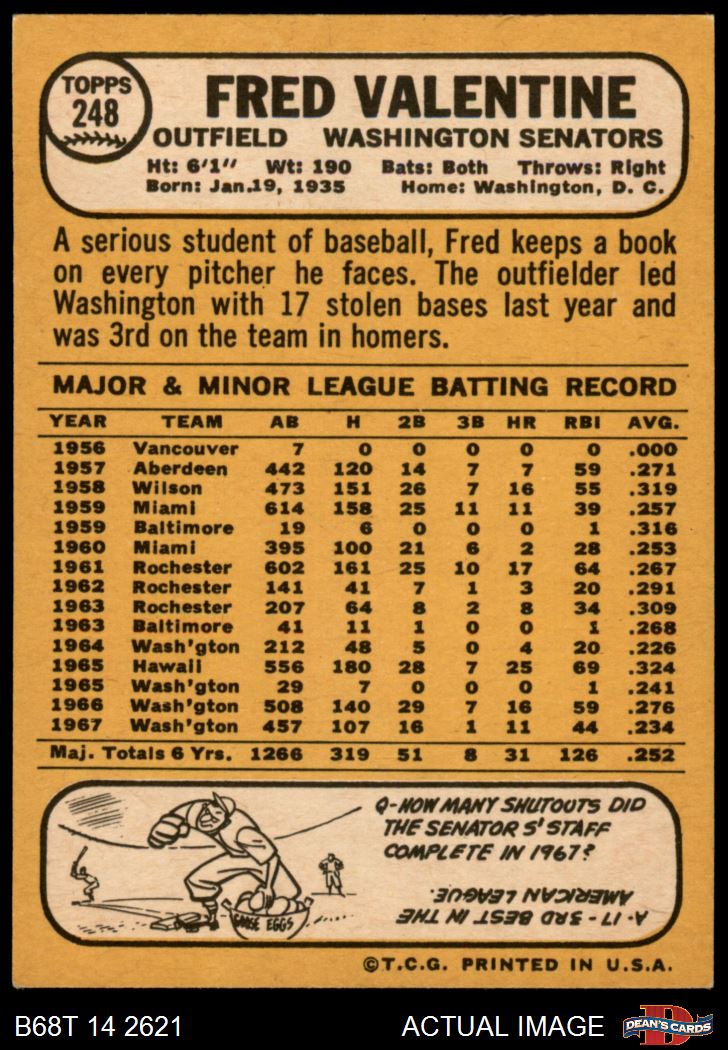 TOPPS
248
FRED VALENTINE
OUTFIELD WASHINGTON SENATORS
Ht: 6'1" Wt: 190 Bats: Both Throws: Right
Born: Jan.19, 1935 Home: Washington, D. C.
A serious student of baseball, Fred keeps a book
on every pitcher he faces. The outfielder led
Washington with 17 stolen bases last year and
was 3rd on the team in homers.
MAJOR & MINOR LEAGUE BATTING RECORD
YEAR TEAM AB H 2B 3B HR RBI AVG.
1956 Vancouver 7 0 0 0 0 0 .000
1957 Aberdeen 442 120 14 7 7 59 .271
1958 Wilson 473 151 26 7 16 55 .319
1959 Miami 614 158 25 11 11 39 .257
1959 Baltimore 19 6 0 0 0 1 .316
1960 Miami 395 100 21 6 2 28 .253
1961 Rochester 602 161 25 10 17 64 .267
1962 Rochester 141 41 7 1 3 20 .291
1963 Rochester 207 64 8 2 8 34 .309
1963 Baltimore 41 11 1 0 0 1 .268
1964 Wash'gton 212 48 5 0 4 20 .226
1965 Hawaii 556 180 28 7 25 69 .324
1965 Wash'gton 29 7 0 0 0 1 .241
1966 Wash'gton 508 140 29 7 16 59 .276
1967 Wash'gton 457 107 16 1 11 44 .234
Maj. Totals 6 Yrs. 1266 319 51 8 31 126 .252
Q-HOW MANY SHUTOUTS DID
THE SENATORS' STAFF
COMPLETE IN 1967?
A-17 - 3RD BEST IN THE
AMERICAN LEAGUE.
GOOSE EGGS
©T.C.G. PRINTED IN U.S.A.
B68T 14 2621 ACTUAL IMAGE
D
DEAN'S CARDS